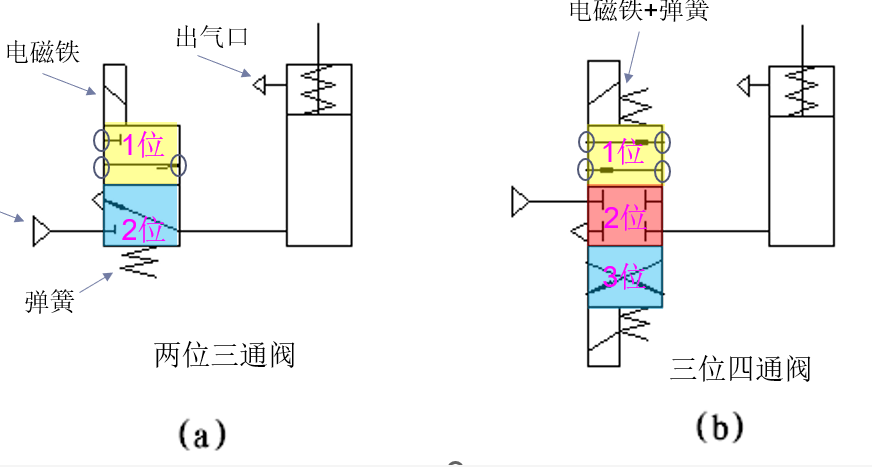 电磁铁+弹簧
出气口
电磁铁
1位
1位
2位
2位
3位
弹簧
两位三通阀
三位四通阀
(a)
(b)